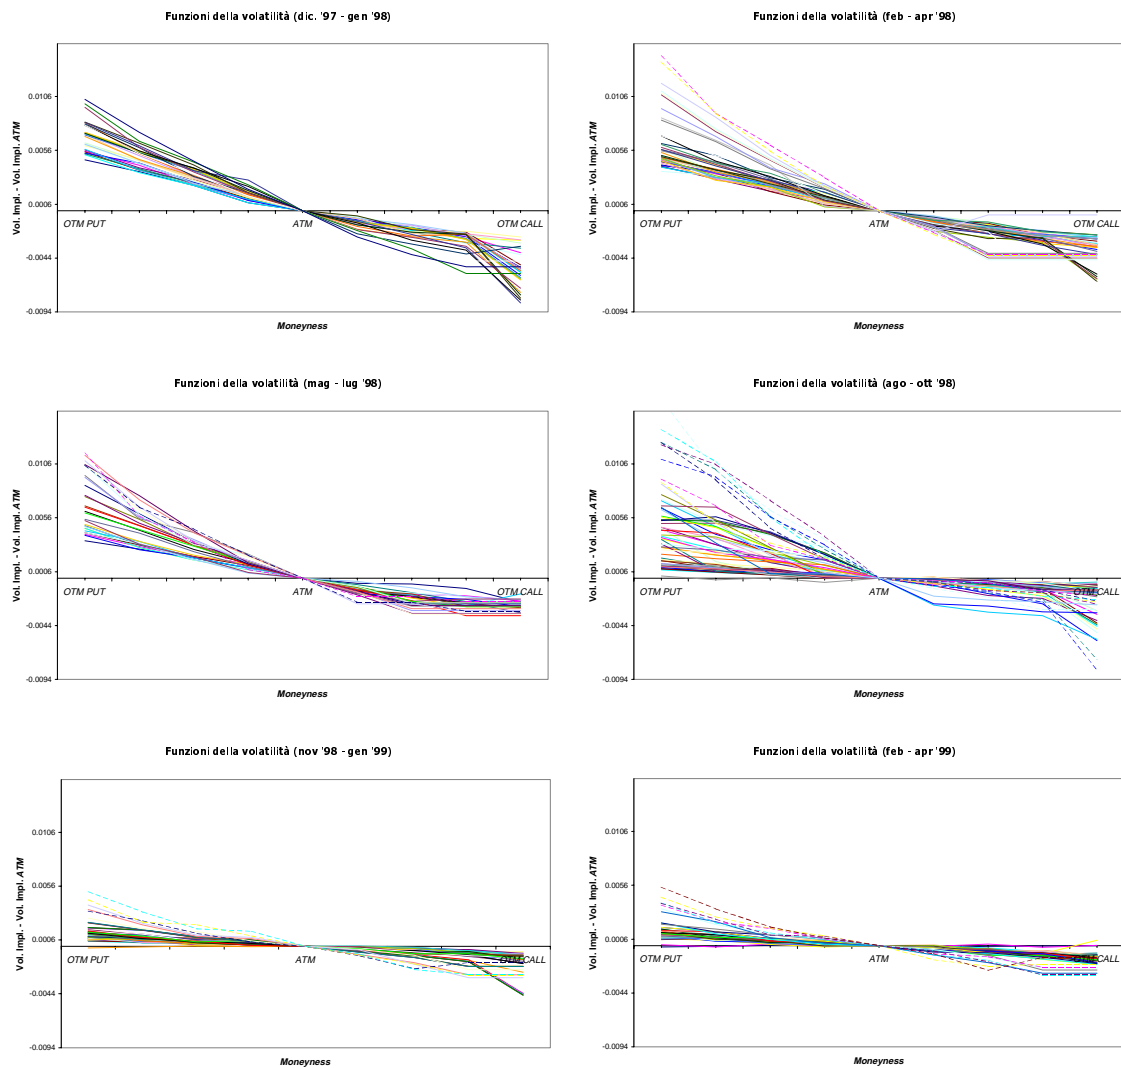 Funzioni della volatilità (dic. '97 - gen '98)
Vol. Impl. - Vol. Impl. ATM
0.0106
0.0056
0.0006
-0.0044
-0.0094
OTM PUT
ATM
OTM CALL
Moneyness
Funzioni della volatilità (feb - apr '98)
Vol. Impl. - Vol. Impl. ATM
0.0106
0.0056
0.0006
-0.0044
-0.0094
OTM PUT
ATM
OTM CALL
Moneyness
Funzioni della volatilità (mag - lug '98)
Vol. Impl. - Vol. Impl. ATM
0.0106
0.0056
0.0006
-0.0044
-0.0094
OTM PUT
ATM
OTM CALL
Moneyness
Funzioni della volatilità (ago - ott '98)
Vol. Impl. - Vol. Impl. ATM
0.0106
0.0056
0.0006
-0.0044
-0.0094
OTM PUT
ATM
OTM CALL
Moneyness
Funzioni della volatilità (nov '98 - gen '99)
Vol. Impl. - Vol. Impl. ATM
0.0106
0.0056
0.0006
-0.0044
-0.0094
OTM PUT
ATM
OTM CALL
Moneyness
Funzioni della volatilità (feb - apr '99)
Vol. Impl. - Vol. Impl. ATM
0.0106
0.0056
0.0006
-0.0044
-0.0094
OTM PUT
ATM
OTM CALL
Moneyness